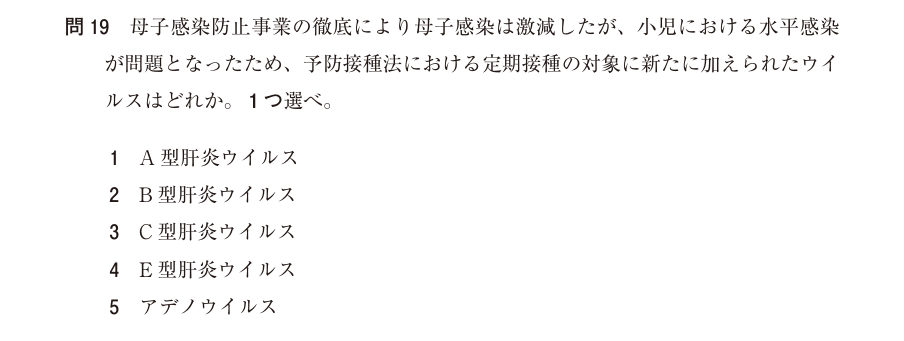 問 19 母子感染防止事業の徹底により母子感染は激減したが、小児における水平感染
が問題となったため、予防接種法における定期接種の対象に新たに加えられたウイ
ルスはどれか。1つ選べ。
1 A 型肝炎ウイルス
2 B 型肝炎ウイルス
3 C 型肝炎ウイルス
4 E 型肝炎ウイルス
5 アデノウイルス